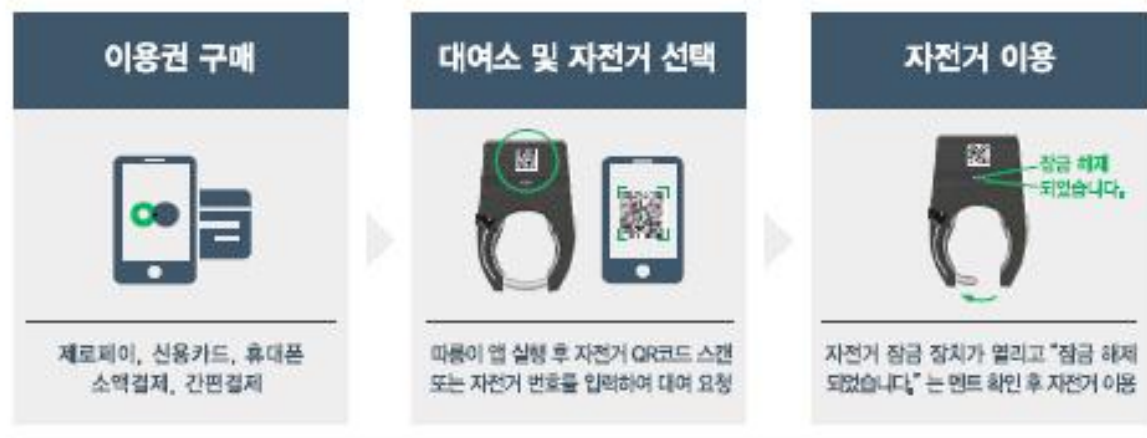 이용권 구매
제로페이, 신용카드, 휴대폰
소액결제, 간편결제
대여소 및 자전거 선택
따릉이 앱 실행 후 자전거 QR코드 스캔
또는 자전거 번호를 입력하여 대여 요청
자전거 이용
잠금 해제
되었습니다.
자전거 잠금 장치가 열리고 "잠금 해제
되었습니다." 는 멘트 확인 후 자전거 이용